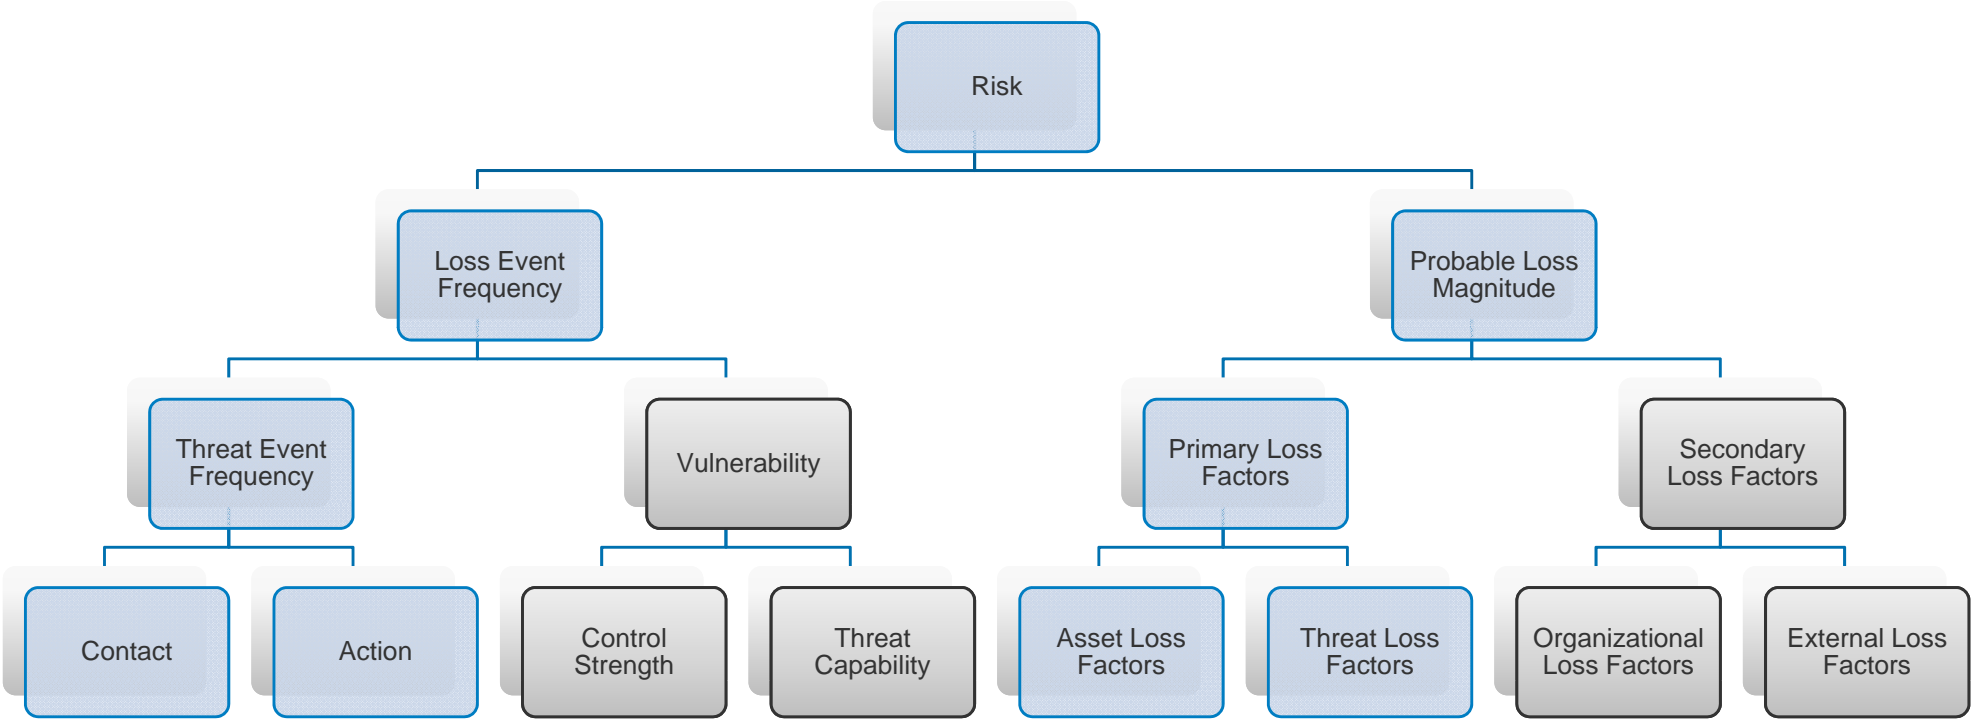 Risk
Loss Event
Frequency
Probable Loss
Magnitude
Threat Event
Frequency
Vulnerability
Primary Loss
Factors
Secondary
Loss Factors
Contact
Action
Control
Strength
Threat
Capability
Asset Loss
Factors
Threat Loss
Factors
Organizational
Loss Factors
External Loss
Factors